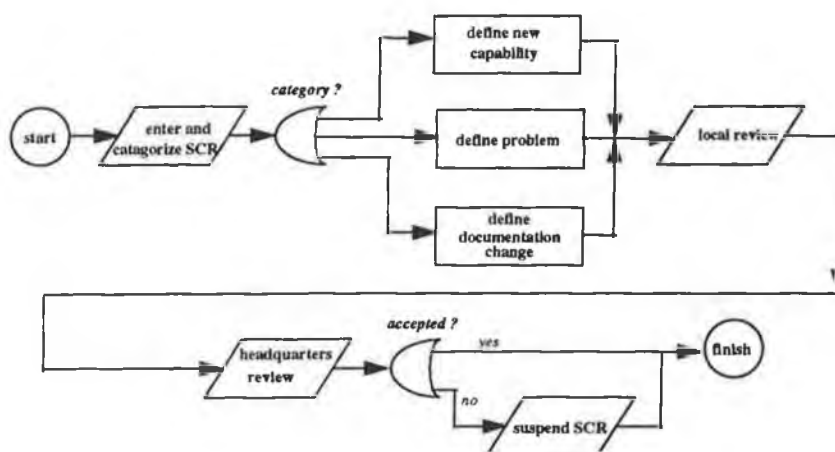 define new
capability
category ?
start
enter and
catagorize SCR
define problem
local review
define
documentation
change
accepted ?
yes
finish
headquarters
review
no
suspend SCR